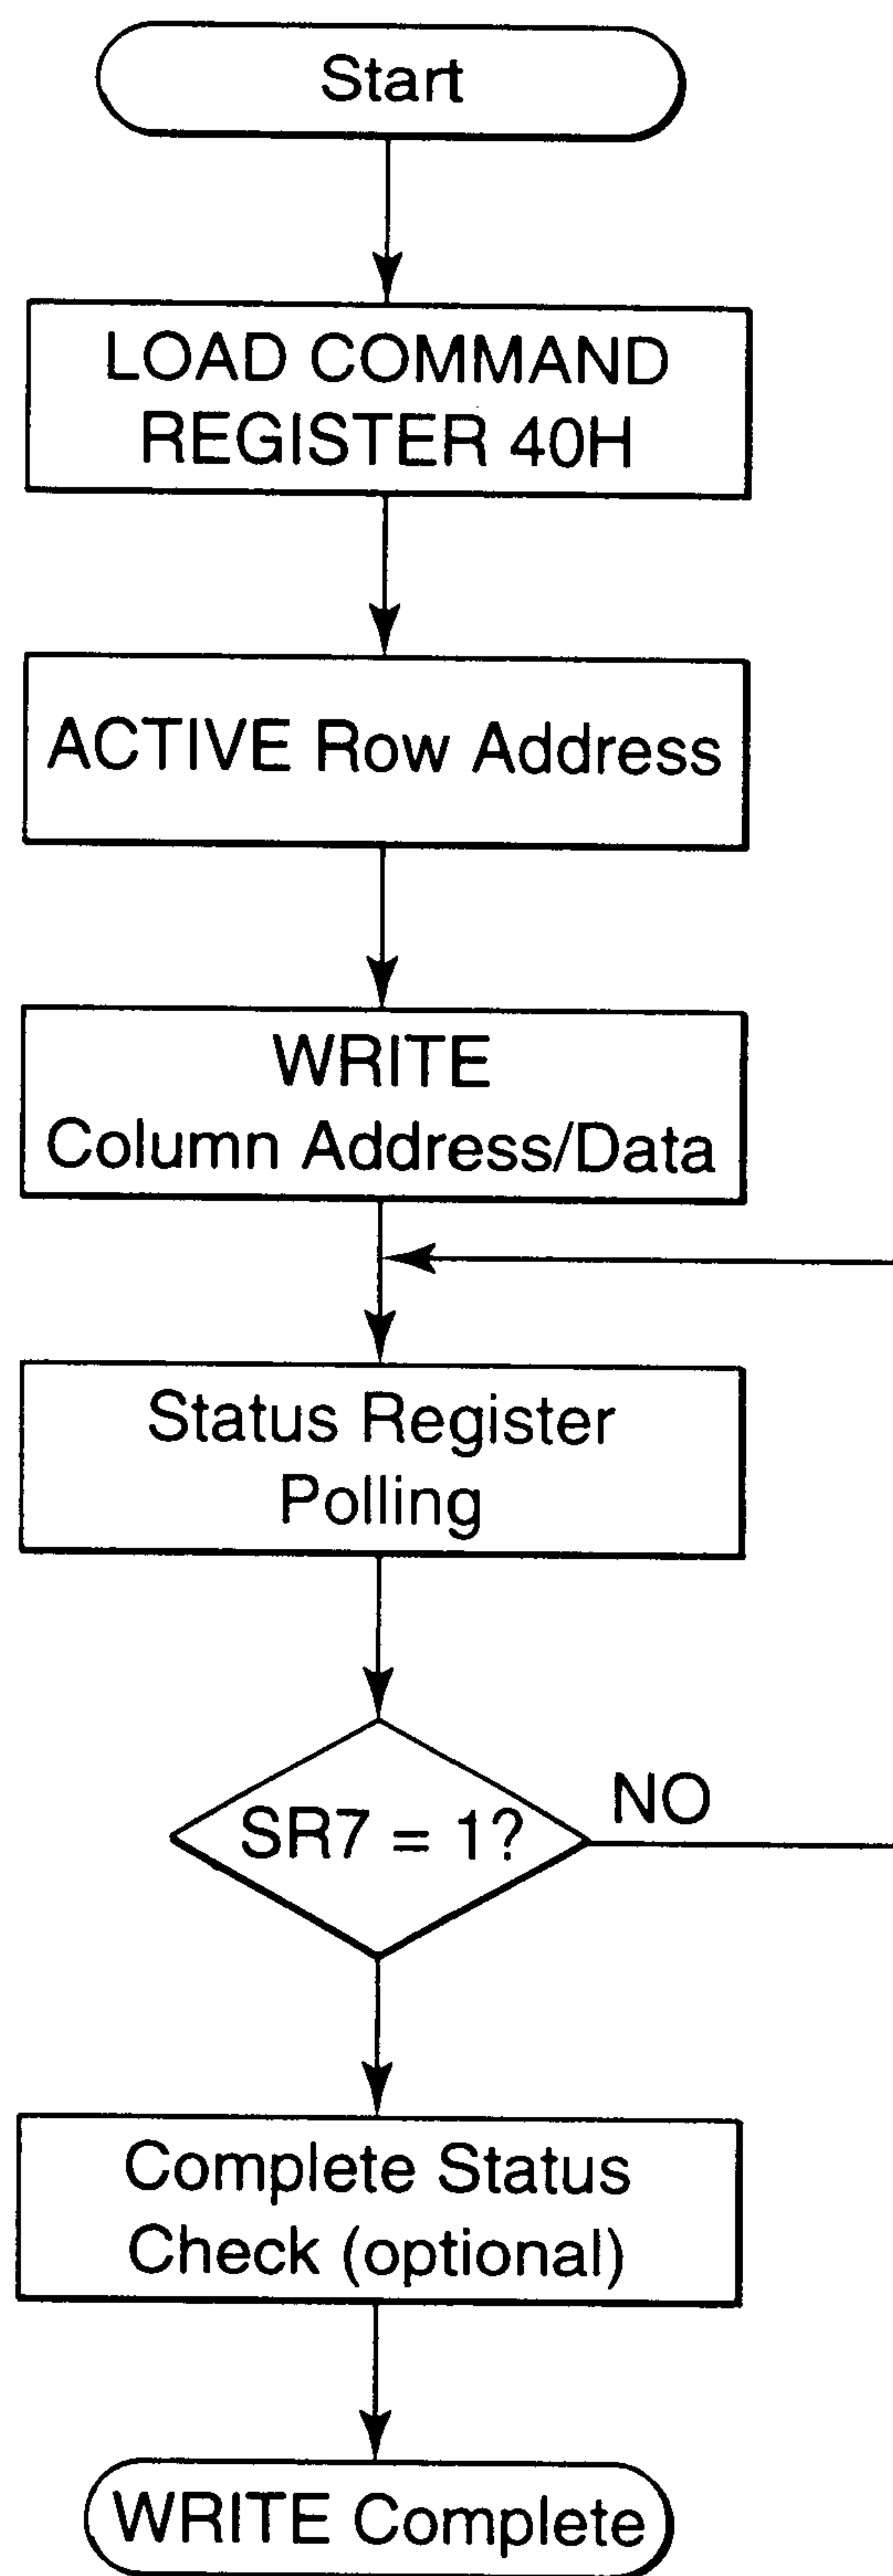 Start
LOAD COMMAND
REGISTER 40H
ACTIVE Row Address
WRITE
Column Address/Data
Status Register
Polling
SR7 = 1?
NO
Complete Status
Check (optional)
WRITE Complete